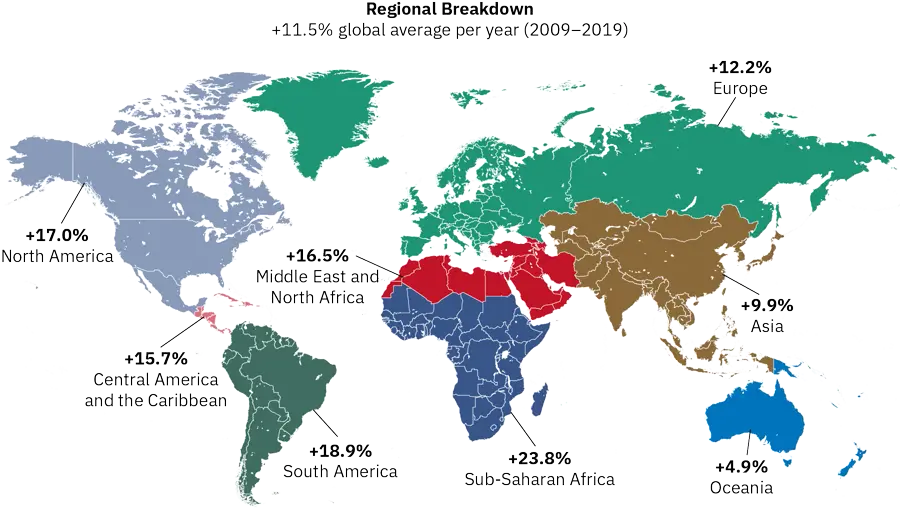 Regional Breakdown
+11.5% global average per year (2009–2019)
+12.2%
Europe
+17.0%
North America
+16.5%
Middle East and
North Africa
+9.9%
Asia
+15.7%
Central America
and the Caribbean
+18.9%
South America
+23.8%
Sub-Saharan Africa
+4.9%
Oceania